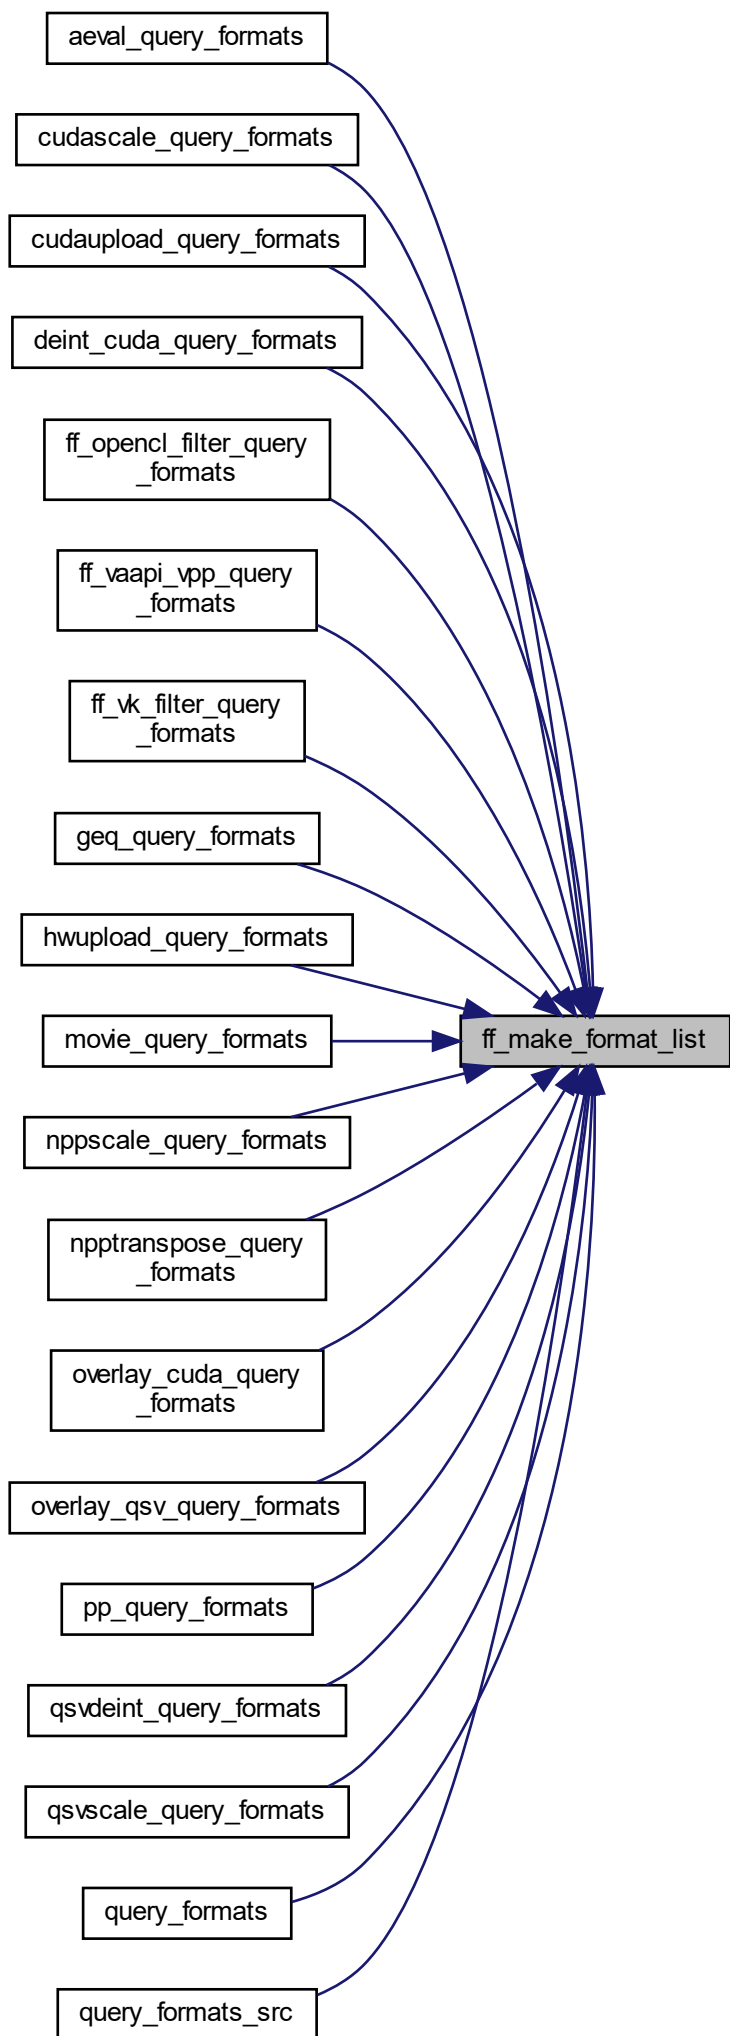 aeval_query_formats
cudascale_query_formats
cudaupload_query_formats
deint_cuda_query_formats
ff_opencl_filter_query
_formats
ff_vaapi_vpp_query
_formats
ff_vk_filter_query
_formats
geq_query_formats
hwupload_query_formats
movie_query_formats
ff_make_format_list
nppscale_query_formats
npptranspose_query
_formats
overlay_cuda_query
_formats
overlay_qsv_query_formats
pp_query_formats
qsvdeint_query_formats
qsvscale_query_formats
query_formats
query_formats_src